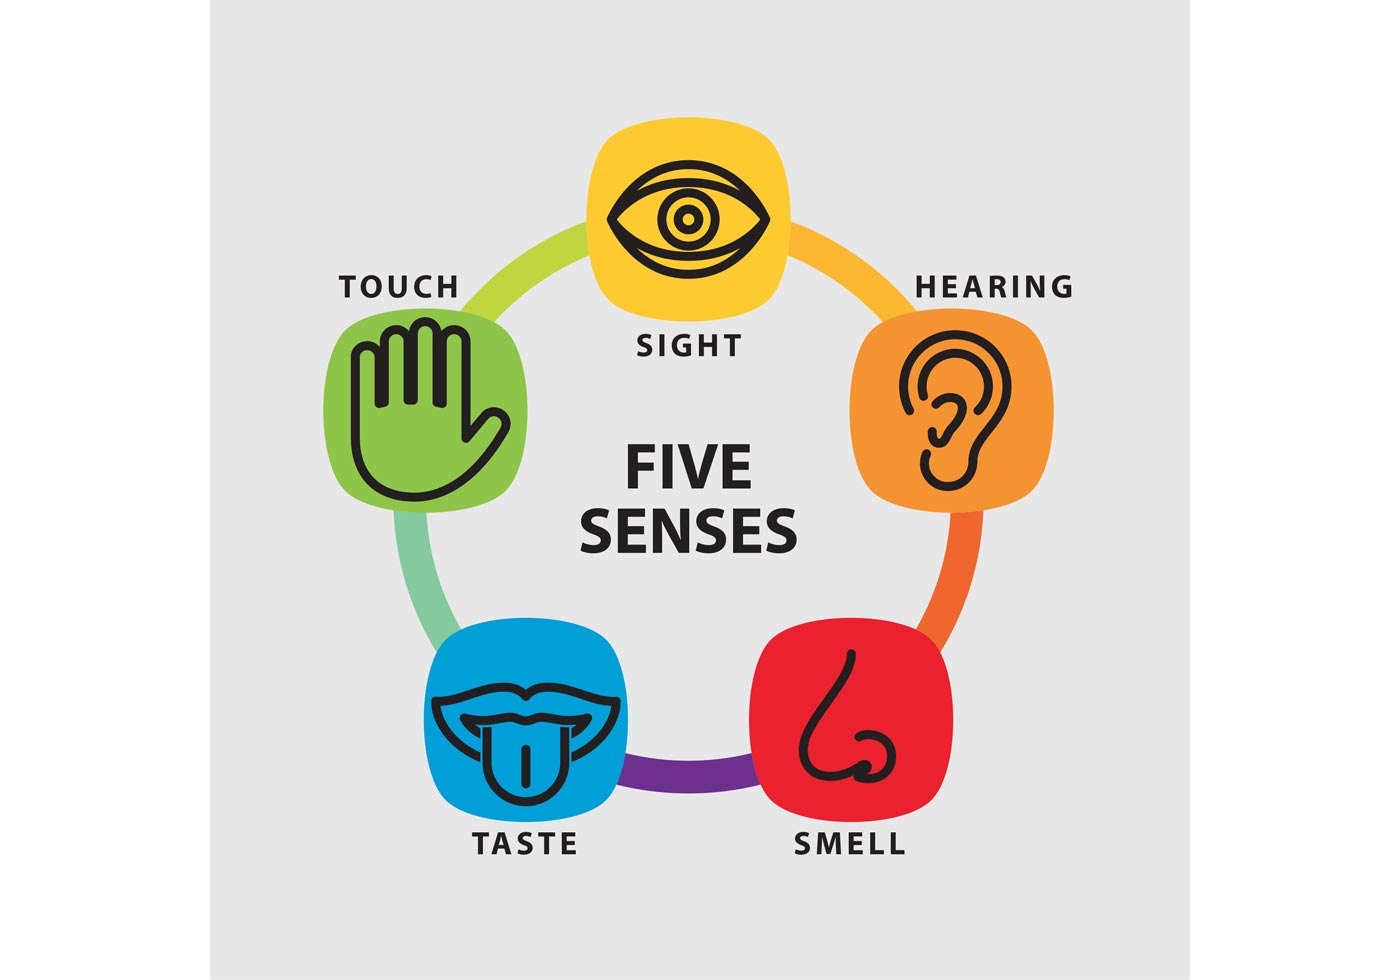 TOUCH
HEARING
SIGHT
FIVE
SENSES
TASTE
SMELL